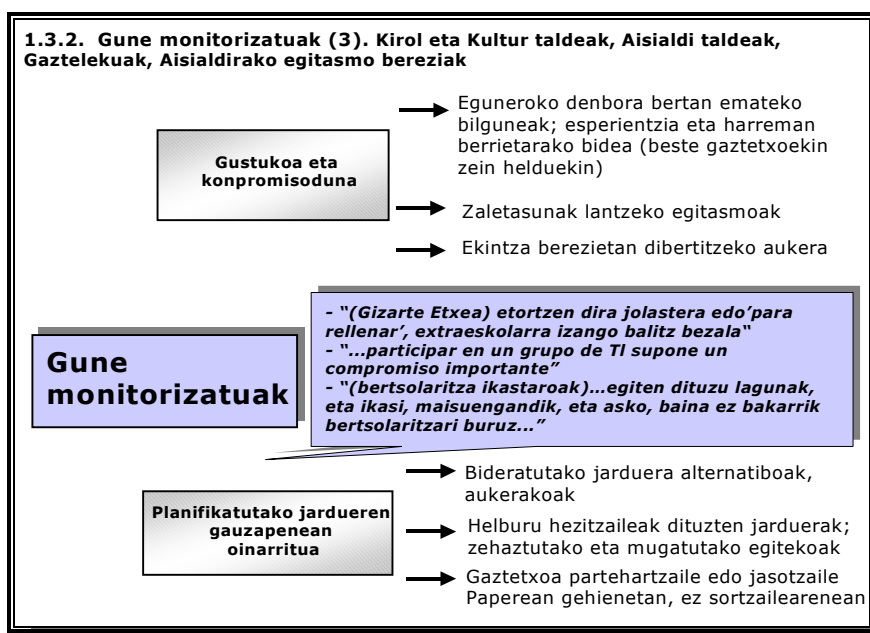 1.3.2. Gune monitorizatuak (3). Kirol eta Kultur taldeak, Aisialdi taldeak,
Gaztelekuak, Aisialdirako egitasmo bereziak
Gustukoa eta
konpromisoduna
Eguneroko denbora bertan emateko
bilguneak; esperientzia eta harreman
berrietarako bidea (beste gaztetxoekin
zein helduekin)
Zaletasunak lantzeko egitasmoak
Ekintza berezietan dibertitzeko aukera
Gune
monitorizatuak
- “(Gizarte Etxea) etortzen dira jolastera edo’para
rellenar’, extraeskolarra izango balitz bezala“
- “...participar en un grupo de Tl supone un
compromiso importante”
- “(bertsolaritza ikastaroak)…egiten dituzu lagunak,
eta ikasi, maisuengandik, eta asko, baina ez bakarrik
bertsolaritzari buruz...”
Planifikatutako jardueren
gauzapenean
oinarritua
Bideratutako jarduera alternatiboak,
aukerakoak
Helburu hezitzaileak dituzten jarduerak;
zehaztutako eta mugatutako egitekoak
Gaztetxoa partehartzaile edo jasotzaile
Paperean gehienetan, ez sortzailearenean